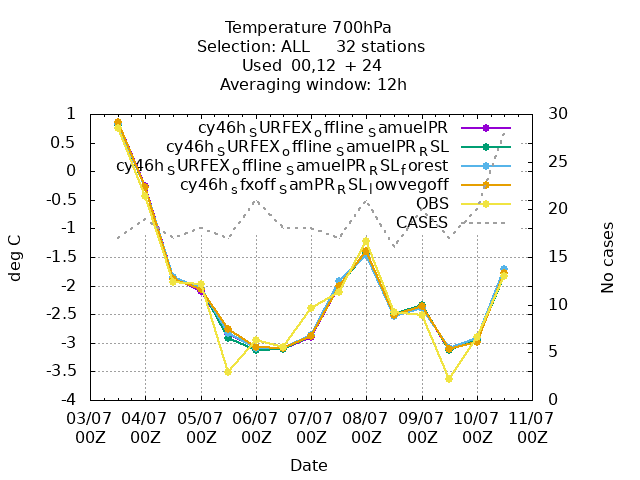 Temperature 700hPa
Selection: ALL 32 stations
Used 00,12 + 24
Averaging window: 12h
cy46h_SURFEX_offline_SamuelPR
cy46h_SURFEX_offline_SamuelPR_RSL
cy46h_SURFEX_offline_SamuelPR_RSL_forest
cy46h_sfxoff_SamPR_RSL_lowvegoff
OBS
CASES
1
0.5
0
-0.5
-1
-1.5
-2
-2.5
-3
-3.5
-4
deg C
30
25
20
15
10
5
0
No cases
03/07 04/07 05/07 06/07 07/07 08/07 09/07 10/07 11/07
00Z 00Z 00Z 00Z 00Z 00Z 00Z 00Z 00Z
Date